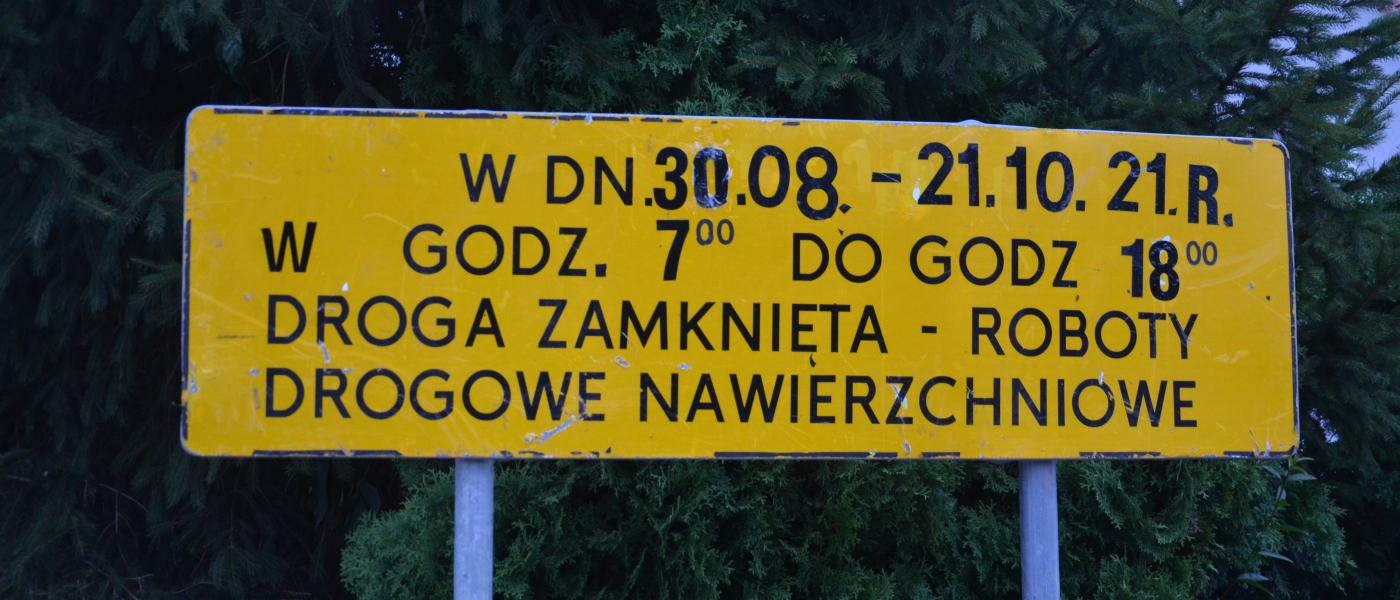 W DN.30.08. - 21.10. 21.R.
W GODZ. 7⁰⁰ DO GODZ 18⁰⁰
DROGA ZAMKNIĘTA - ROBOTY
DROGOWE NAWIERZCHNIOWE